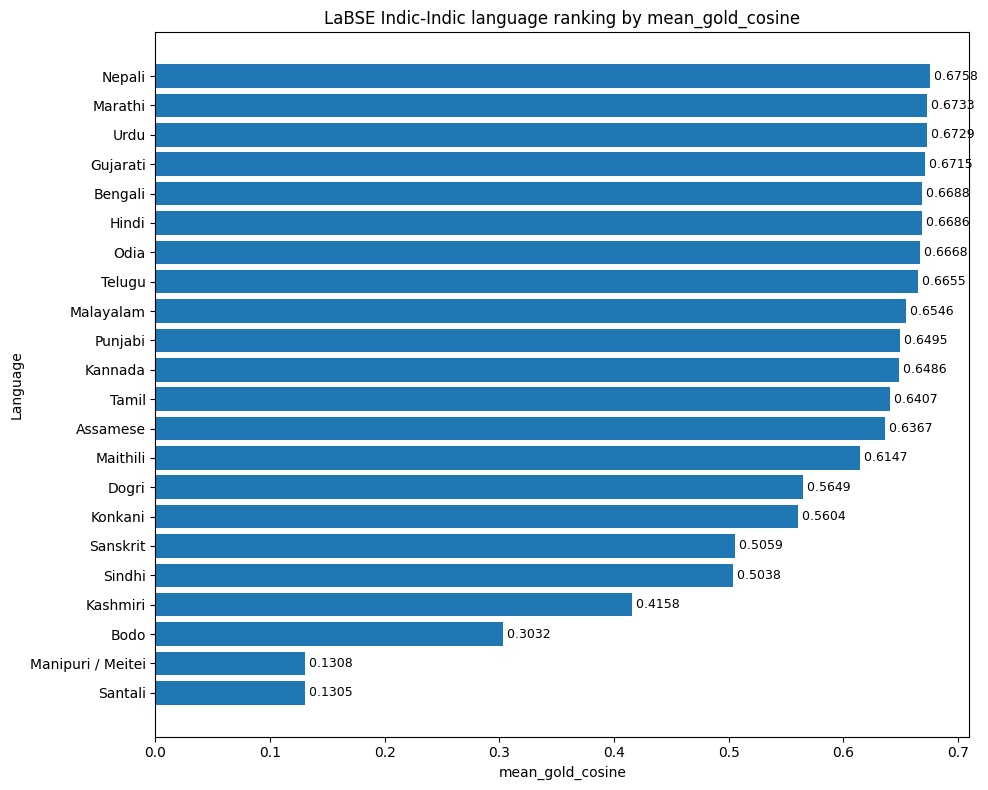 LaBSE Indic-Indic language ranking by mean_gold_cosine
Nepali 0.6758
Marathi 0.6733
Urdu 0.6729
Gujarati 0.6715
Bengali 0.6688
Hindi 0.6686
Odia 0.6668
Telugu 0.6655
Malayalam 0.6546
Punjabi 0.6495
Kannada 0.6486
Tamil 0.6407
Assamese 0.6367
Maithili 0.6147
Dogri 0.5649
Konkani 0.5604
Sanskrit 0.5059
Sindhi 0.5038
Kashmiri 0.4158
Bodo 0.3032
Manipuri / Meitei 0.1308
Santali 0.1305
Language
0.0 0.1 0.2 0.3 0.4 0.5 0.6 0.7
mean_gold_cosine